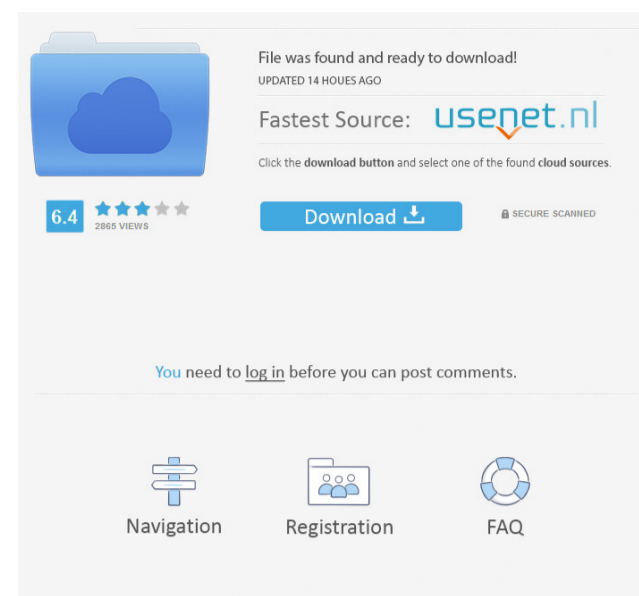 File was found and ready to download!
UPDATED 14 HOUES AGO
Fastest Source: usenet.nl
Click the download button and select one of the found cloud sources.
6.4
2865 VIEWS
Download
SECURE SCANNED
You need to log in before you can post comments.
Navigation
Registration
FAQ